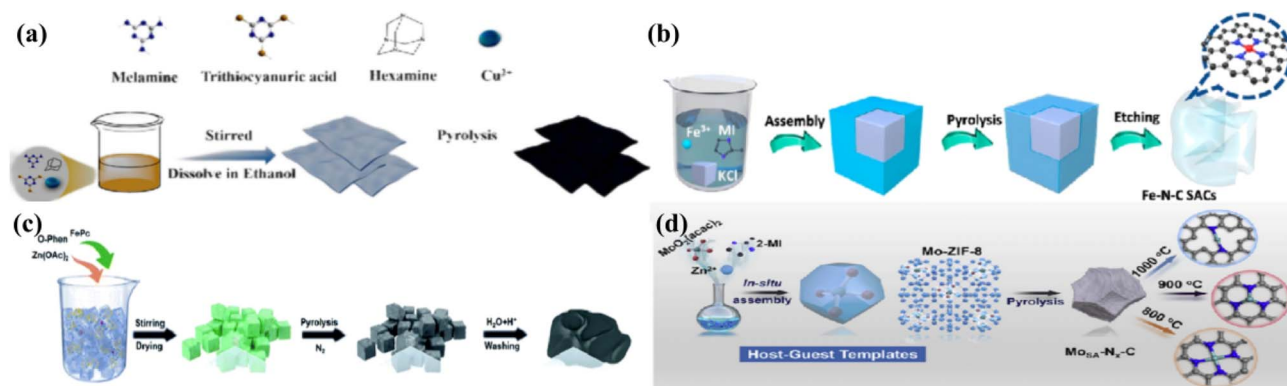 (a)
Melamine
Trithiocyanuric acid
Hexamine
Cu²⁺
Stirred
Dissolve in Ethanol
Pyrolysis
(b)
Fe³⁺
MI
KCl
Assembly
Pyrolysis
Etching
Fe-N-C SACs
(c)
O-Phen
FePc
Zn(OAc)₂
Stirring
Drying
Pyrolysis
N₂
H₂O+H⁺
Washing
(d)
MoO₂(acac)₂
2-MI
Zn²⁺
In-situ
assembly
Mo-ZIF-8
Host-Guest Templates
Pyrolysis
Mo_SA-Nₓ-C
1000 °C
900 °C
800 °C